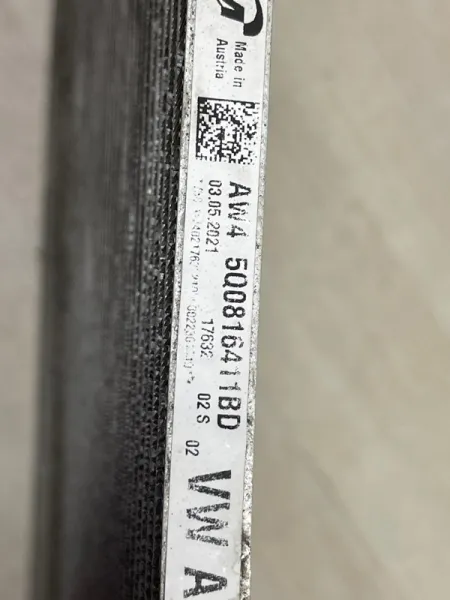 Made in
Austria
AW4 5Q0816411BD
03.05.2021 17632 02 S 02
VW A